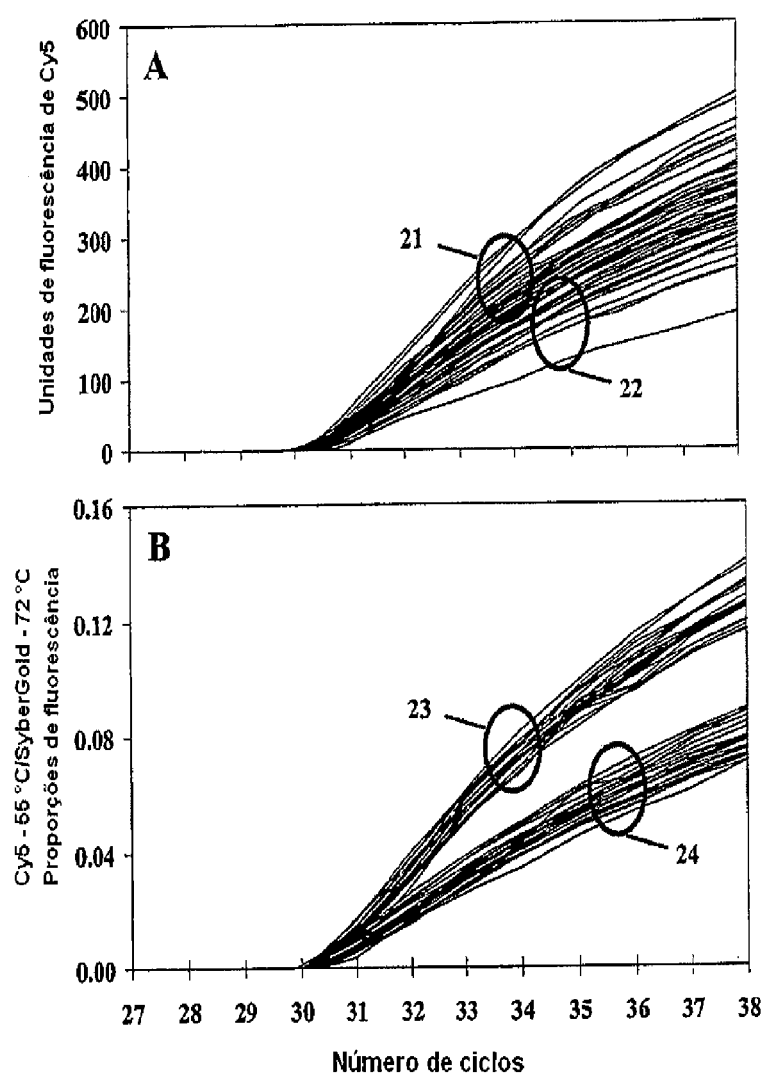 600
500
400
300
200
100
0
Unidades de fluorescência de Cy5
A
21
22
0.16
0.12
0.08
0.04
0.00
Cy5 - 55 °C/SyberGold - 72 °C
Proporções de fluorescência
B
23
24
27 28 29 30 31 32 33 34 35 36 37 38
Número de ciclos